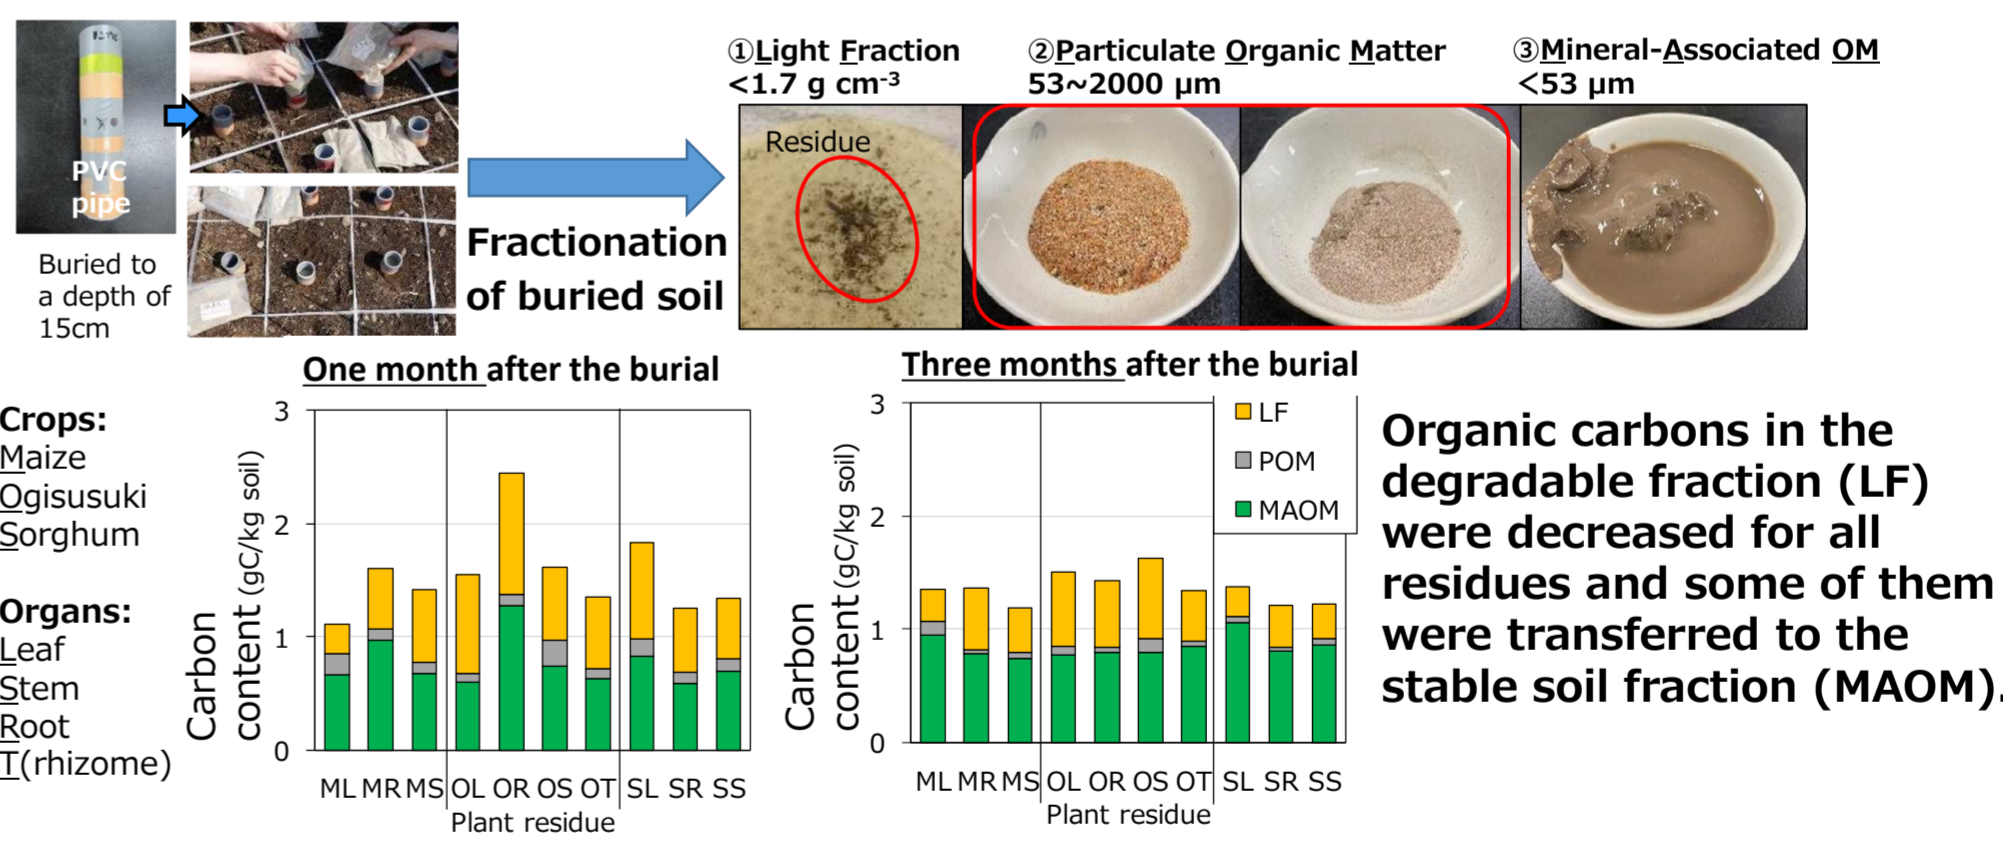 PVC
pipe
Buried to
a depth of
15cm
Fractionation
of buried soil
①Light Fraction
<1.7 g cm-3
②Particulate Organic Matter
53~2000 μm
③Mineral-Associated OM
<53 μm
Residue
Crops:
Maize
Ogisusuki
Sorghum
Organs:
Leaf
Stem
Root
T(rhizome)
One month after the burial
Carbon
content (gC/kg soil)
3
2
1
0
ML MR MS OL OR OS OT SL SR SS
Plant residue
Three months after the burial
Carbon
content (gC/kg soil)
3
2
1
0
LF
POM
MAOM
ML MR MS OL OR OS OT SL SR SS
Plant residue
Organic carbons in the
degradable fraction (LF)
were decreased for all
residues and some of them
were transferred to the
stable soil fraction (MAOM).